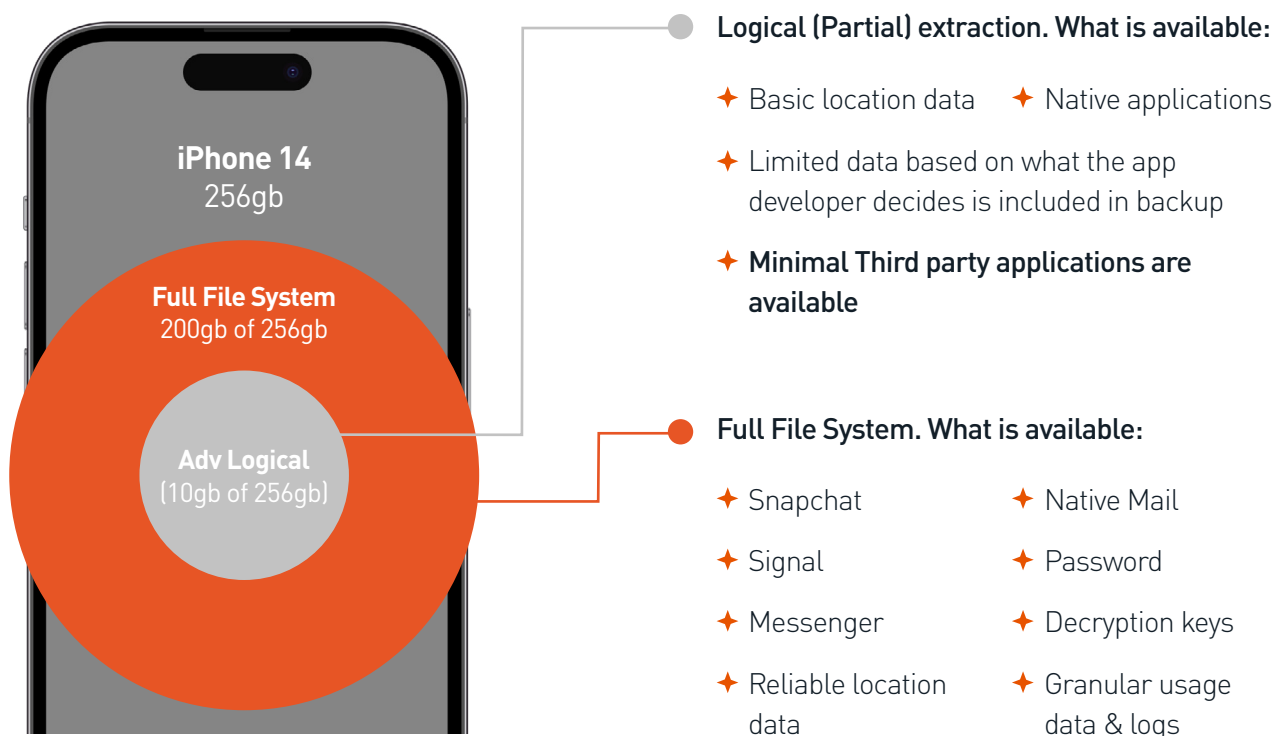 iPhone 14
256gb
Full File System
200gb of 256gb
Adv Logical
(10gb of 256gb)
Logical (Partial) extraction. What is available:
Basic location data
Native applications
Limited data based on what the app
developer decides is included in backup
Minimal Third party applications are
available
Full File System. What is available:
Snapchat
Native Mail
Signal
Password
Messenger
Decryption keys
Reliable location
data
Granular usage
data & logs